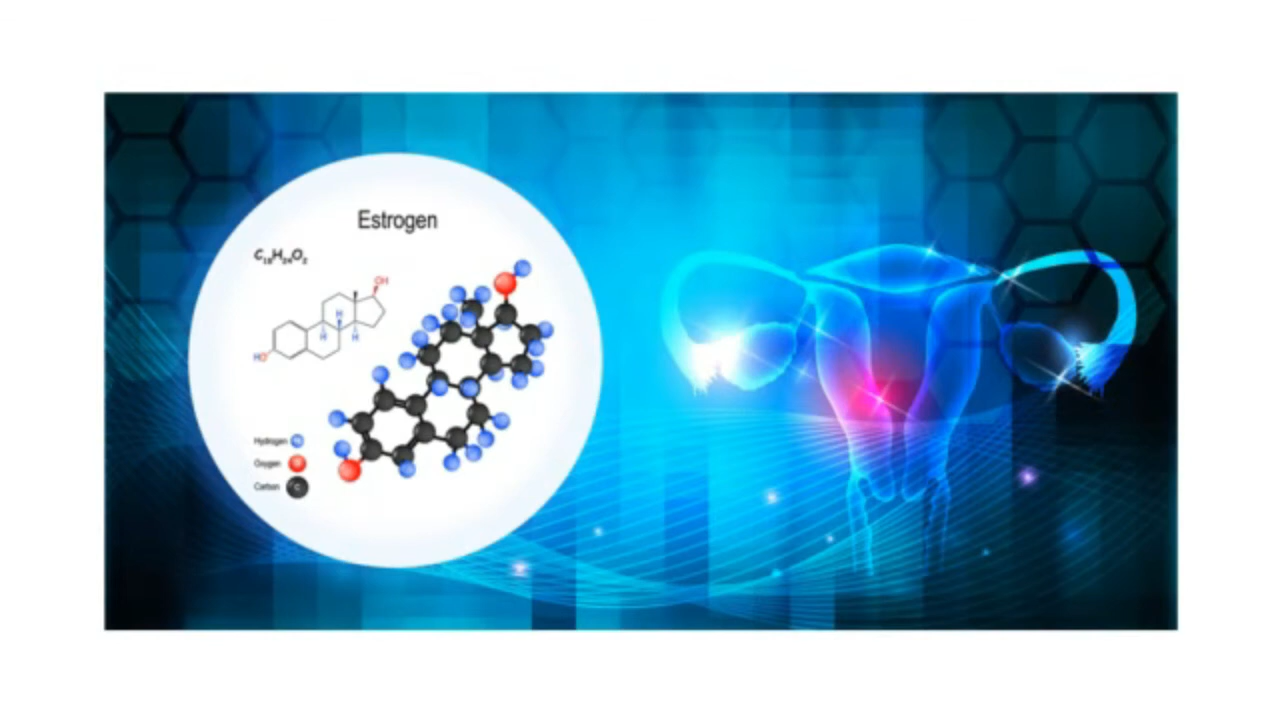 Estrogen
C₁₈H₂₄O₂
OH
H
H
H
HO
Hydrogen H
Oxygen
Carbon C